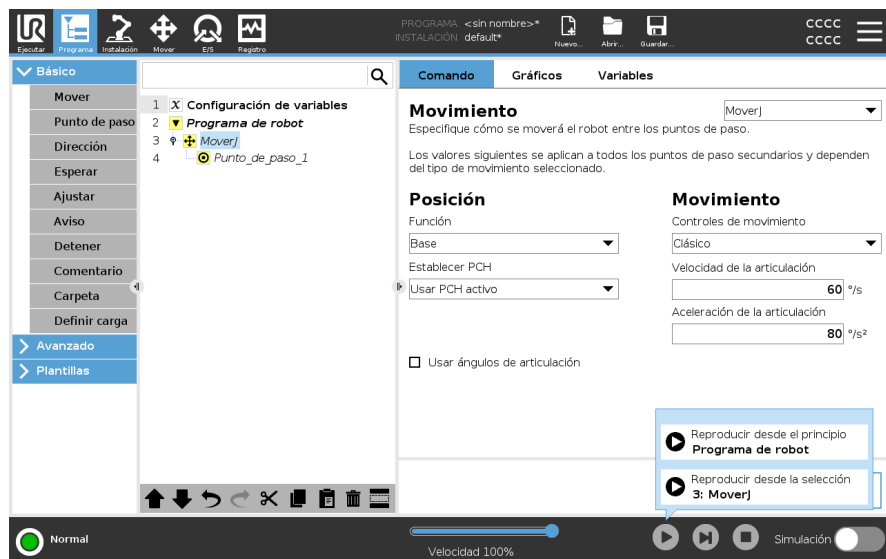 PROGRAMA <sin nombre>*
INSTALACIÓN default*
CCCC
CCCC
Ejecutar Programa Instalación Mover E/S Registro Nuevo... Abrir... Guardar...
Básico
Mover
Punto de paso
Dirección
Esperar
Ajustar
Aviso
Detener
Comentario
Carpeta
Definir carga
Avanzado
Plantillas
1 X Configuración de variables
2 Programa de robot
3 MoverJ
4 Punto_de_paso_1
Comando Gráficos Variables
Movimiento
MoverJ
Especifique cómo se moverá el robot entre los puntos de paso.
Los valores siguientes se aplican a todos los puntos de paso secundarios y dependen
del tipo de movimiento seleccionado.
Posición
Función
Base
Establecer PCH
Usar PCH activo
Usar ángulos de articulación
Movimiento
Controles de movimiento
Clásico
Velocidad de la articulación
60 °/s
Aceleración de la articulación
80 °/s²
Reproducir desde el principio
Programa de robot
Reproducir desde la selección
3: MoverJ
Normal
Velocidad 100%
Simulación